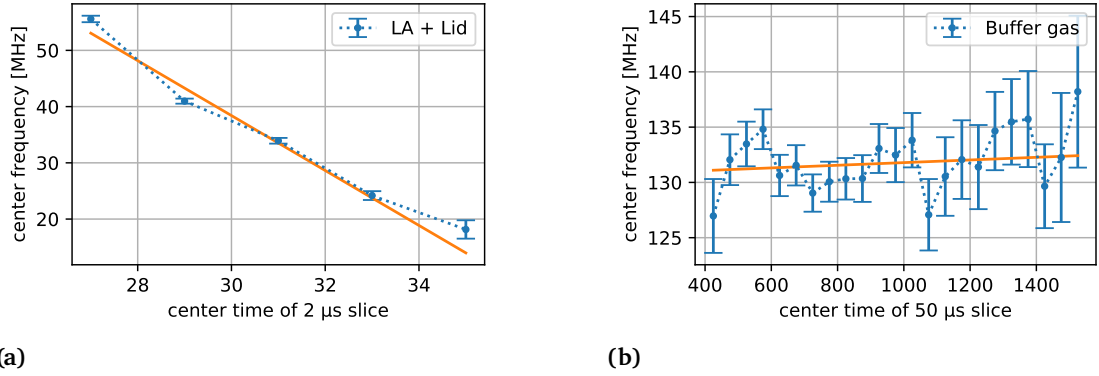 center frequency [MHz]
50
40
30
20
LA + Lid
28
30
32
34
center time of 2 µs slice
(a)
center frequency [MHz]
145
140
135
130
125
Buffer gas
400
600
800
1000
1200
1400
center time of 50 µs slice
(b)